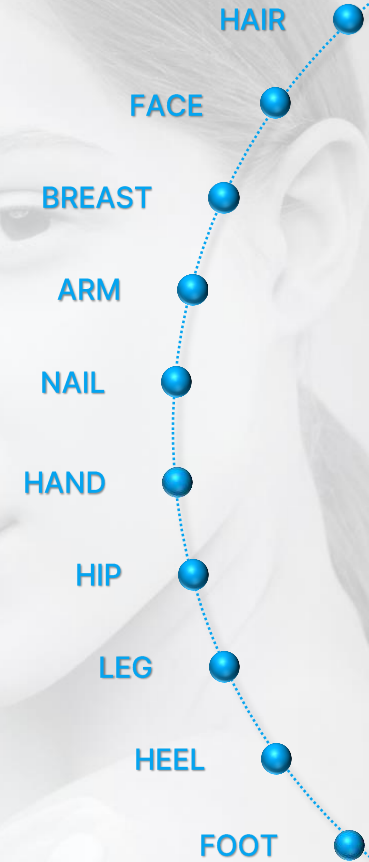 HAIR
FACE
BREAST
ARM
NAIL
HAND
HIP
LEG
HEEL
FOOT